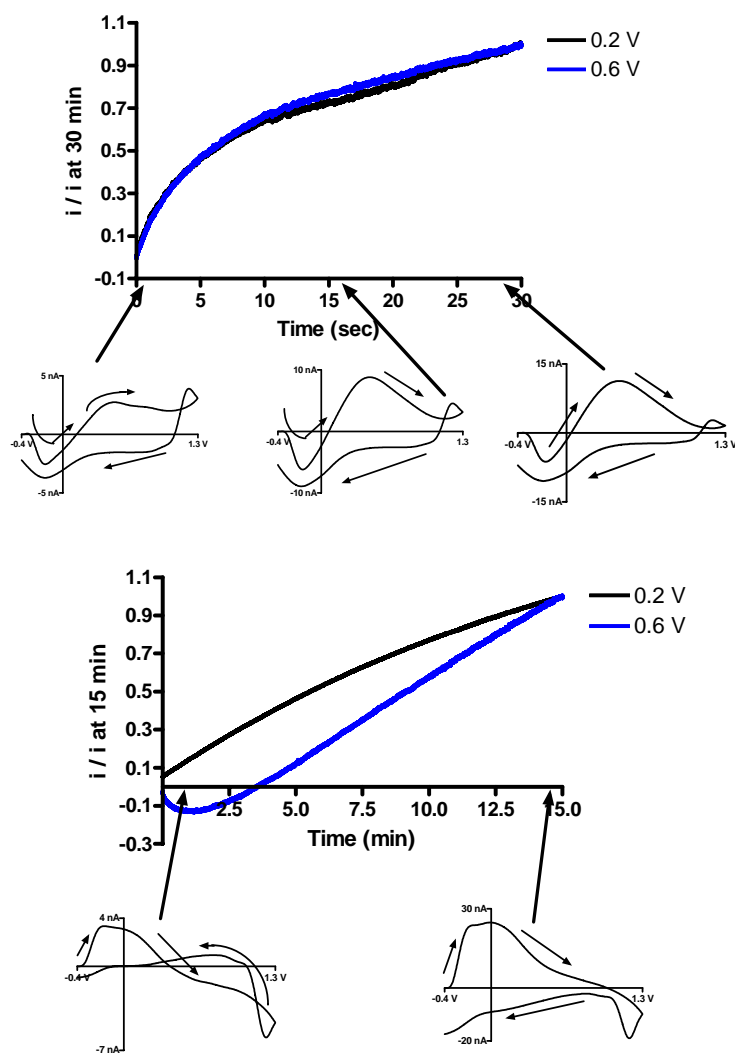 i / i at 30 min
1.1
0.9
0.7
0.5
0.3
0.1
-0.1
0.2 V
0.6 V
0 5 10 15 20 25 30
Time (sec)
5 nA
-0.4 V
1.3 V
-5 nA
10 nA
-0.4 V
1.3
-10 nA
15 nA
-0.4 V
1.3 V
-15 nA
i / i at 15 min
1.1
0.9
0.7
0.5
0.3
0.1
-0.1
-0.3
0.2 V
0.6 V
2.5 5.0 7.5 10.0 12.5 15.0
Time (min)
4 nA
-0.4 V
1.3 V
-7 nA
30 nA
-0.4 V
1.3 V
-20 nA